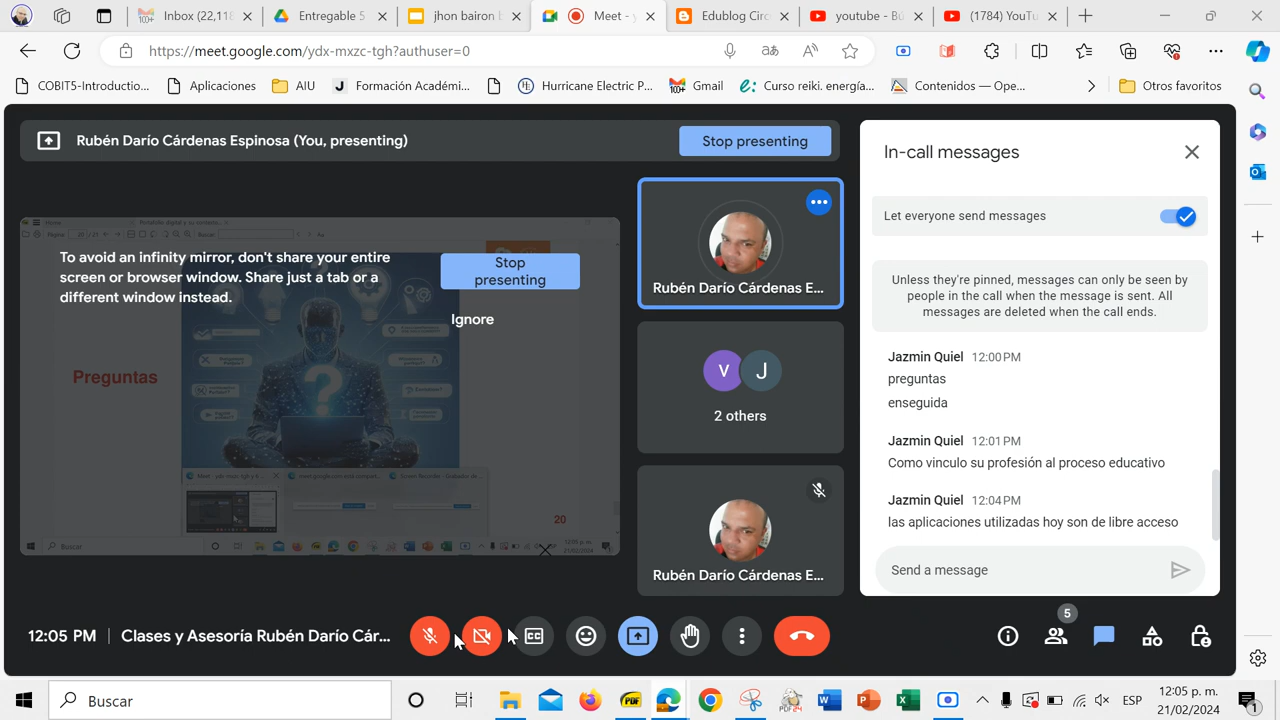 Inbox (22,118
Entregable 5
jhon bairon b
Meet - y
Edublog Circ
youtube - Bu
(1784) YouTu
https://meet.google.com/ydx-mxzc-tgh?authuser=0
COBIT5-Introductio...
Aplicaciones
AIU
Formación Académi...
Hurricane Electric P...
Gmail
Curso reiki. energía...
Contenidos — Ope...
Otros favoritos
Rubén Darío Cárdenas Espinosa (You, presenting)
Stop presenting
To avoid an infinity mirror, don't share your entire
screen or browser window. Share just a tab or a
different window instead.
Stop
presenting
Ignore
Preguntas
20
Buscar
12:05 p. m.
21/02/2024
Rubén Darío Cárdenas E...
V
J
2 others
Rubén Darío Cárdenas E...
In-call messages
Let everyone send messages
Unless they're pinned, messages can only be seen by
people in the call when the message is sent. All
messages are deleted when the call ends.
Jazmin Quiel 12:00 PM
preguntas
enseguida
Jazmin Quiel 12:01 PM
Como vinculo su profesión al proceso educativo
Jazmin Quiel 12:04 PM
las aplicaciones utilizadas hoy son de libre acceso
Send a message
12:05 PM | Clases y Asesoría Rubén Darío Cár...
5
Buscar
ESP
12:05 p. m.
21/02/2024